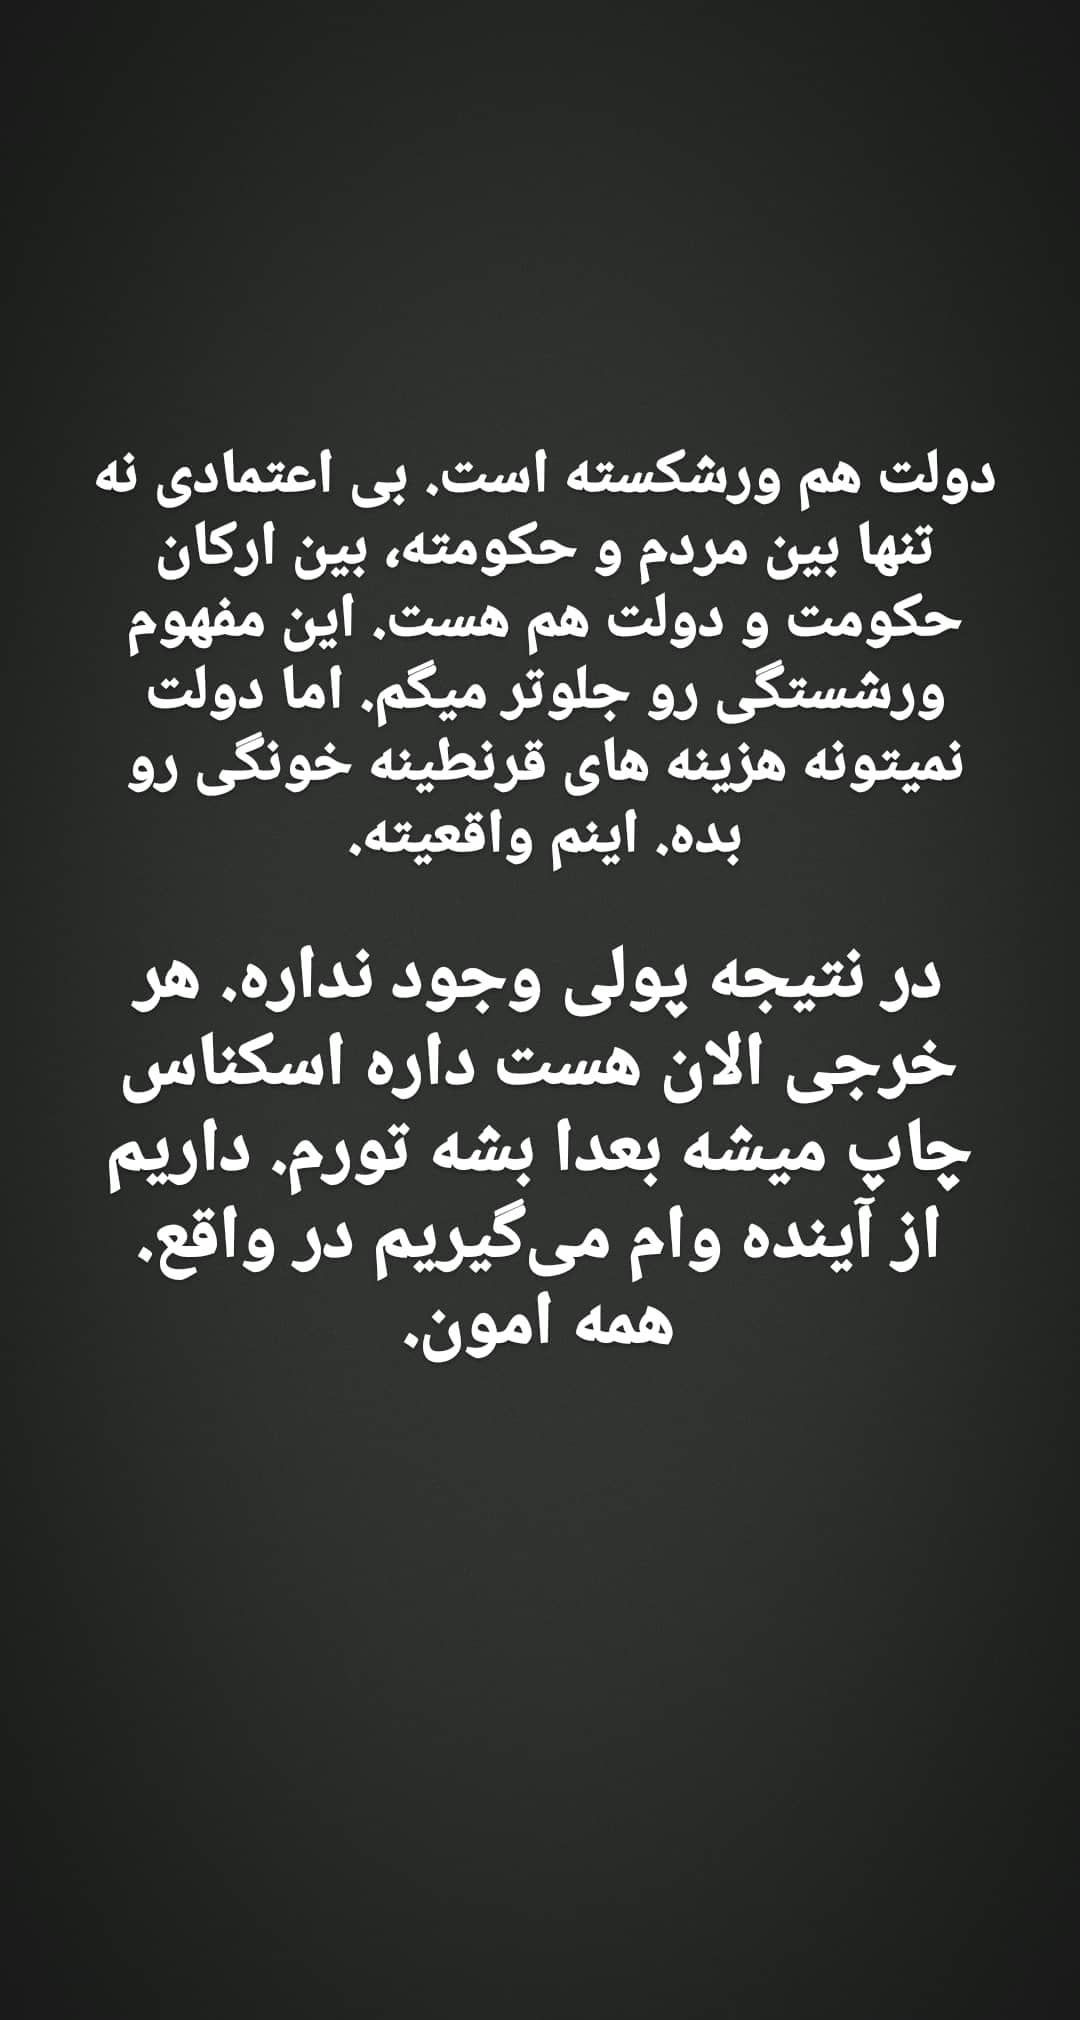 دولت هم ورشکسته است. بی اعتمادی نه
تنها بین مردم و حکومته، بین ارکان
حکومت و دولت هم هست. این مفهوم
ورشستگی رو جلوتر میگم. اما دولت
نمیتونه هزینه های قرنطینه خونگی رو
بده. اینم واقعیته.
در نتیجه پولی وجود نداره. هر
خرجی الان هست داره اسکناس
چاپ میشه بعدا بشه تورم. داریم
از آینده وام می‌گیریم در واقع.
همه امون.